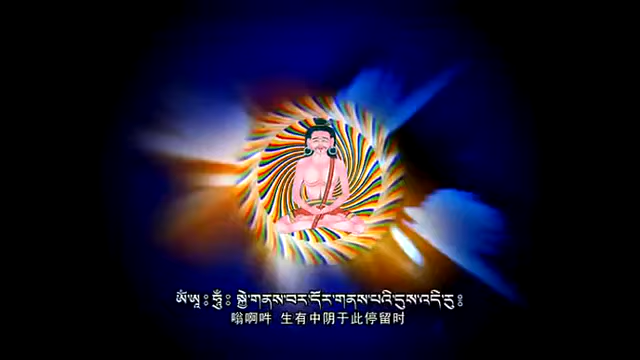 ༀ་ཨཱཿ་ཧཱུྃ༔ སྐྱེ་གནས་བར་དོར་གནས་པའི་དུས་འདི་རུ༔
嗡啊吽 生有中阴于此停留时